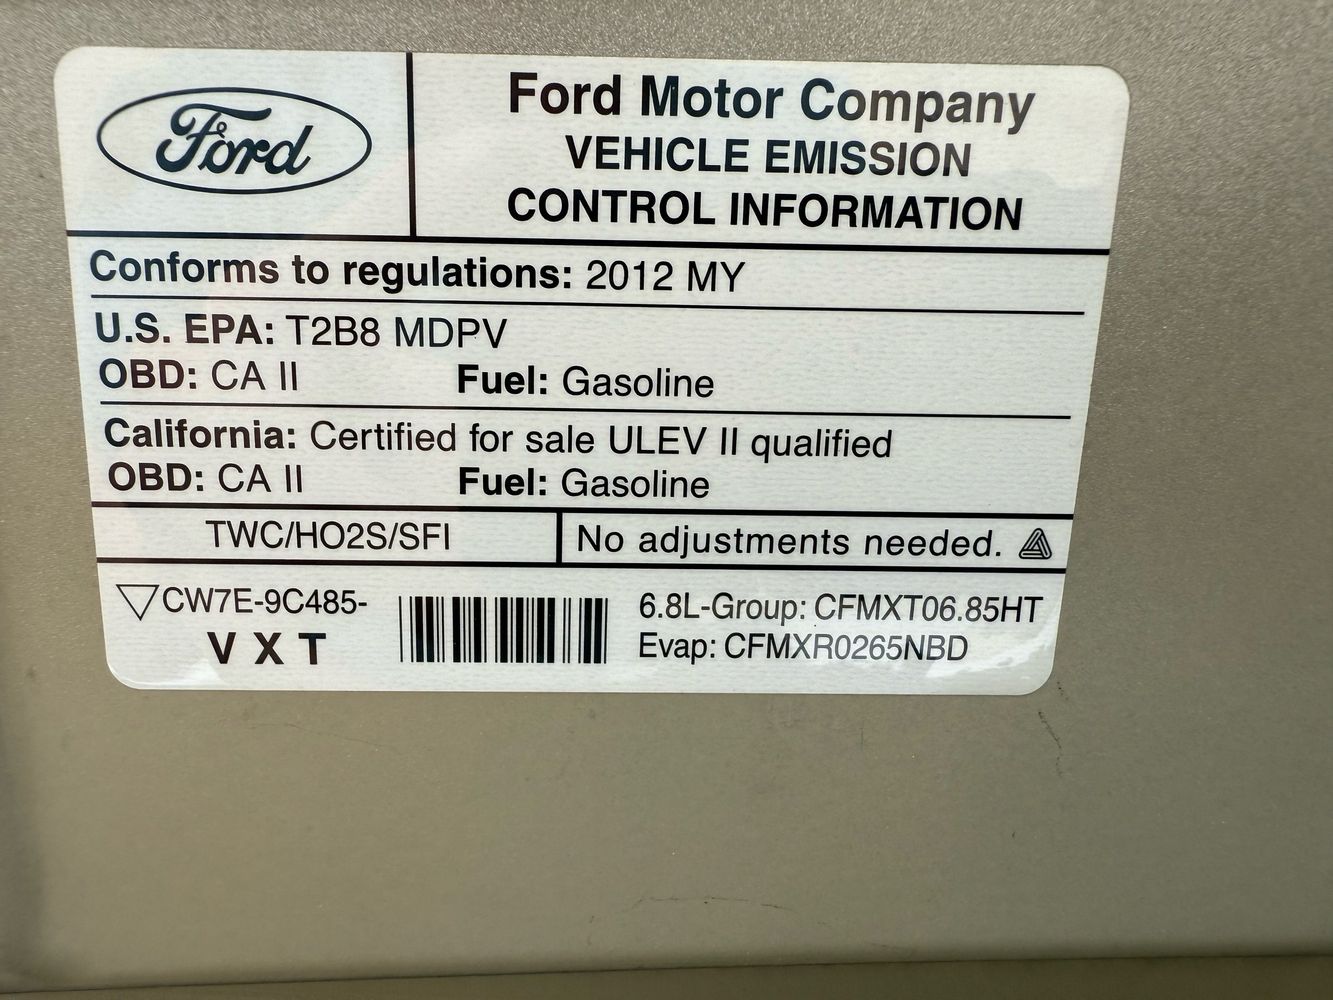 Ford
Ford Motor Company
VEHICLE EMISSION
CONTROL INFORMATION
Conforms to regulations: 2012 MY
U.S. EPA: T2B8 MDPV
OBD: CA II Fuel: Gasoline
California: Certified for sale ULEV II qualified
OBD: CA II Fuel: Gasoline
TWC/HO2S/SFI
No adjustments needed.
CW7E-9C485-
VXT
6.8L-Group: CFMXT06.85HT
Evap: CFMXR0265NBD